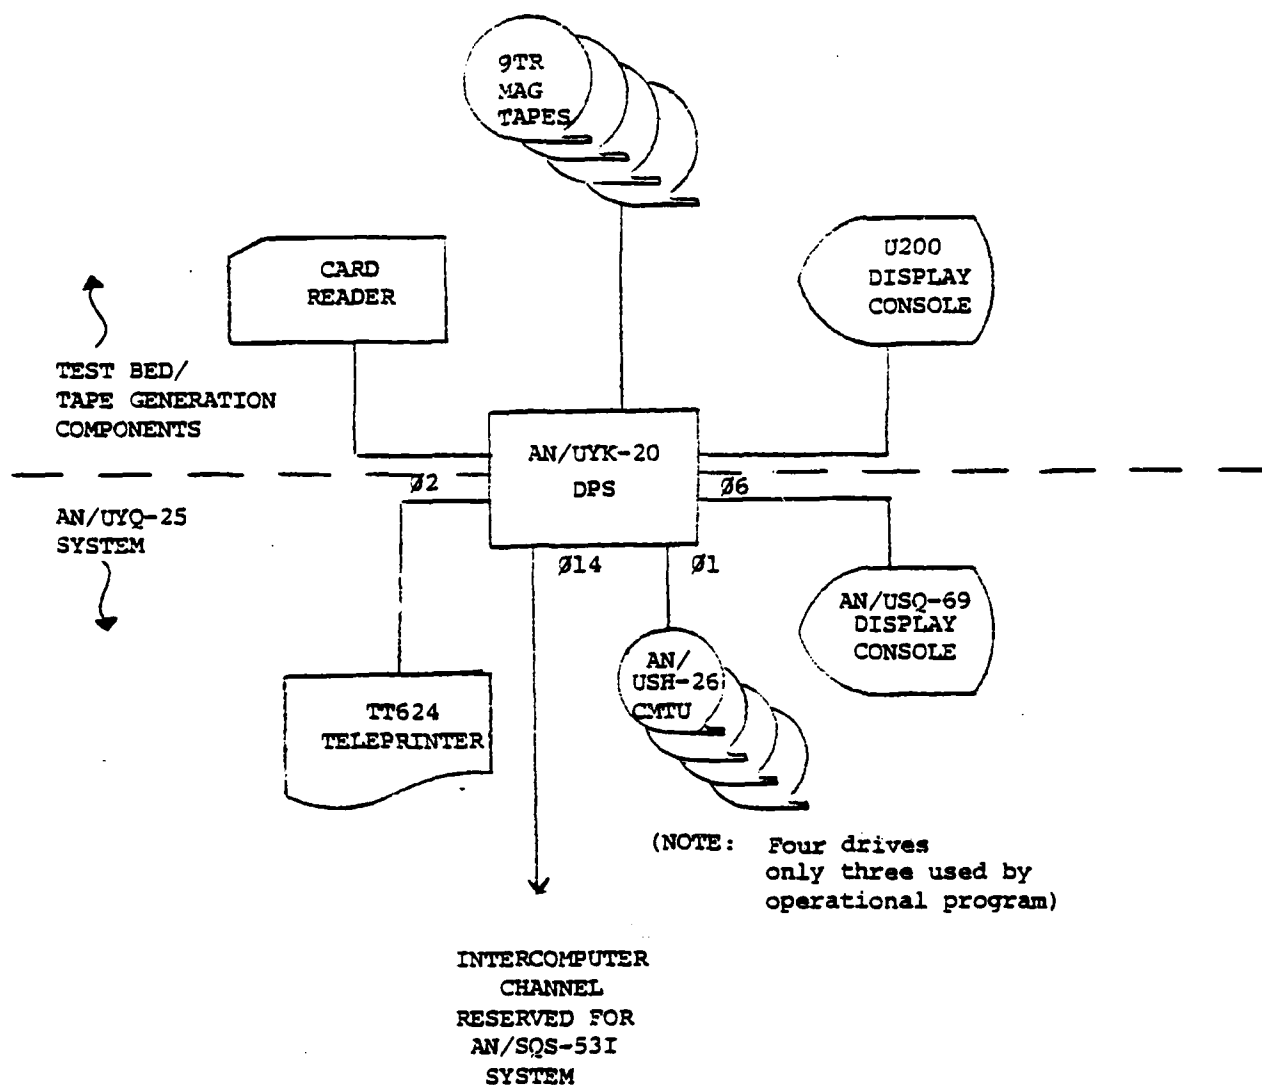 9TR
MAG
TAPES
CARD
READER
U200
DISPLAY
CONSOLE
TEST BED/
TAPE GENERATION
COMPONENTS
AN/UYK-20
DPS
Ø2
Ø6
AN/UYQ-25
SYSTEM
Ø14
Ø1
AN/USQ-69
DISPLAY
CONSOLE
AN/
USH-26
CMTU
TT624
TELEPRINTER
(NOTE: Four drives
only three used by
operational program)
INTERCOMPUTER
CHANNEL
RESERVED FOR
AN/SQS-53I
SYSTEM